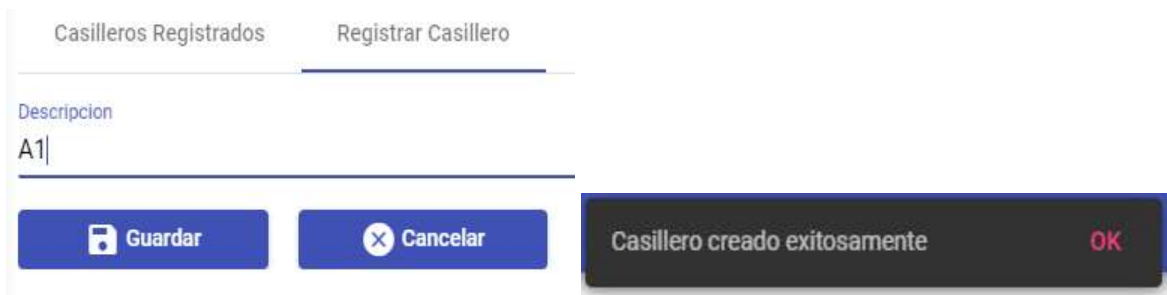 Casilleros Registrados Registrar Casillero
Descripcion
A1
Guardar Cancelar
Casillero creado exitosamente OK